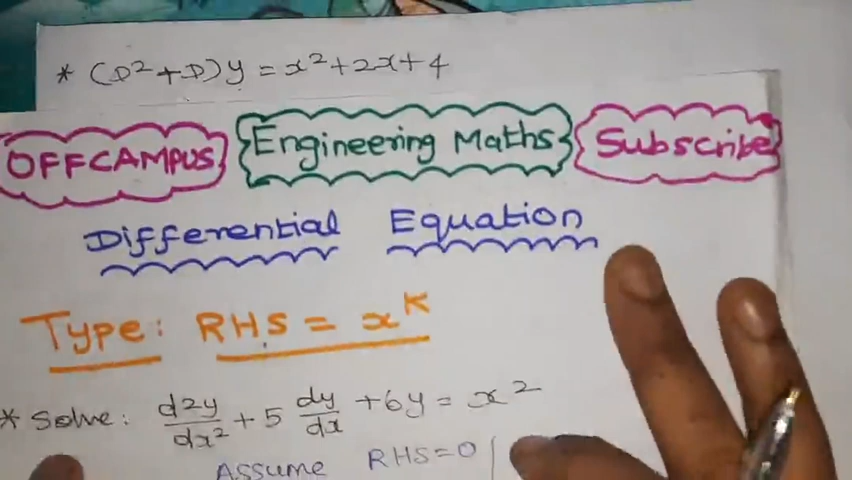 * (D²+D)y = x²+2x+4
OFFCAMPUS Engineering Maths Subscribe
Differential Equation
Type: RHS = x^K
* Solve: d2y/dx² + 5 dy/dx + 6y = x²
Assume RHS=0